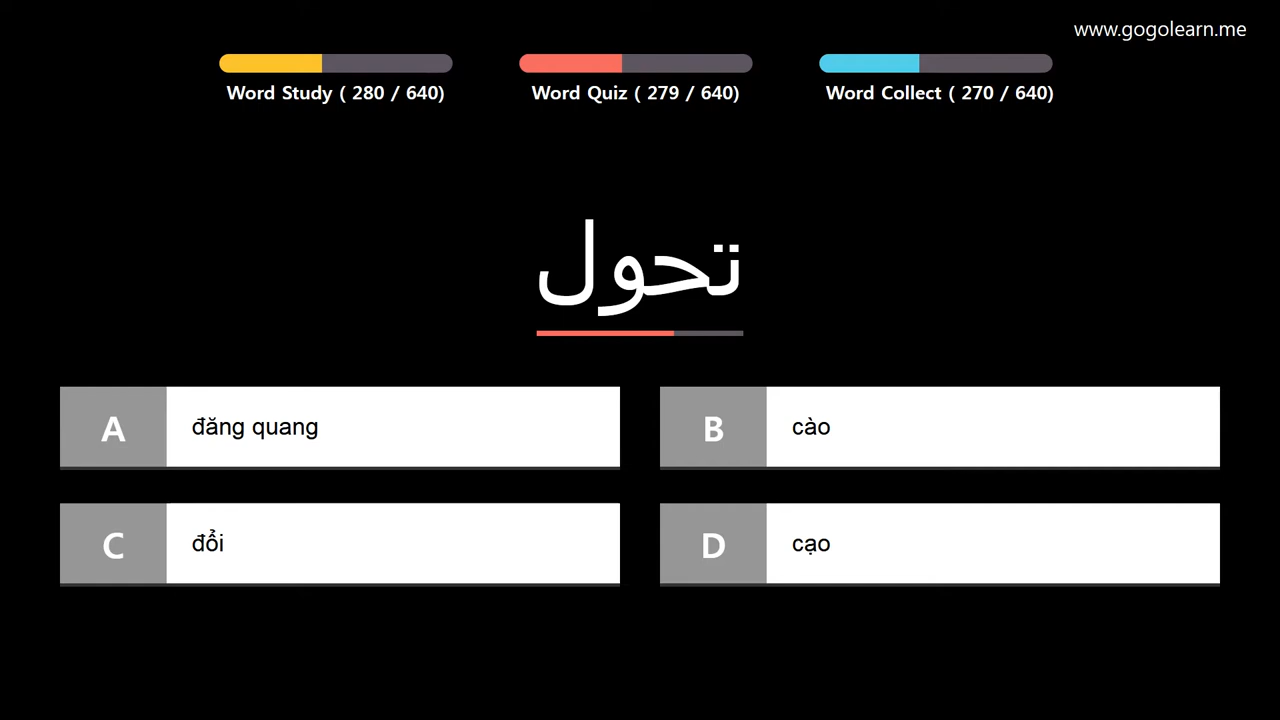 www.gogolearn.me
Word Study ( 280 / 640)
Word Quiz ( 279 / 640)
Word Collect ( 270 / 640)
تحول
A
đăng quang
B
cào
C
đổi
D
cạo